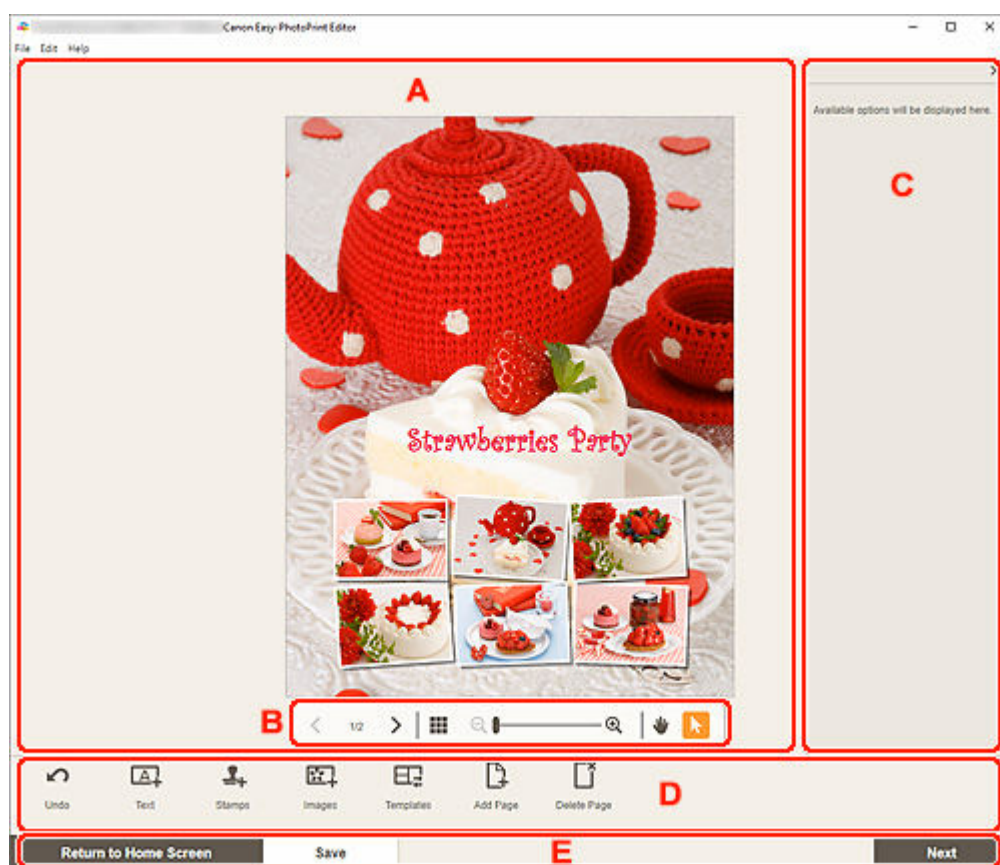 Canon Easy-PhotoPrint Editor
File Edit Help
A
Available options will be displayed here.
C
Strawberries Party
B
1/2
Undo Text Stamps Images Templates Add Page Delete Page
D
Return to Home Screen Save E Next